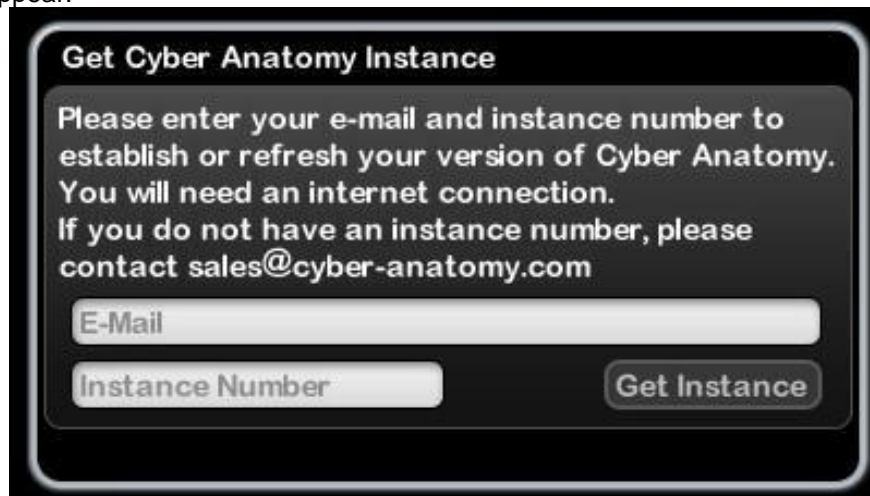 Get Cyber Anatomy Instance
Please enter your e-mail and instance number to
establish or refresh your version of Cyber Anatomy.
You will need an internet connection.
If you do not have an instance number, please
contact sales@cyber-anatomy.com
E-Mail
Instance Number
Get Instance